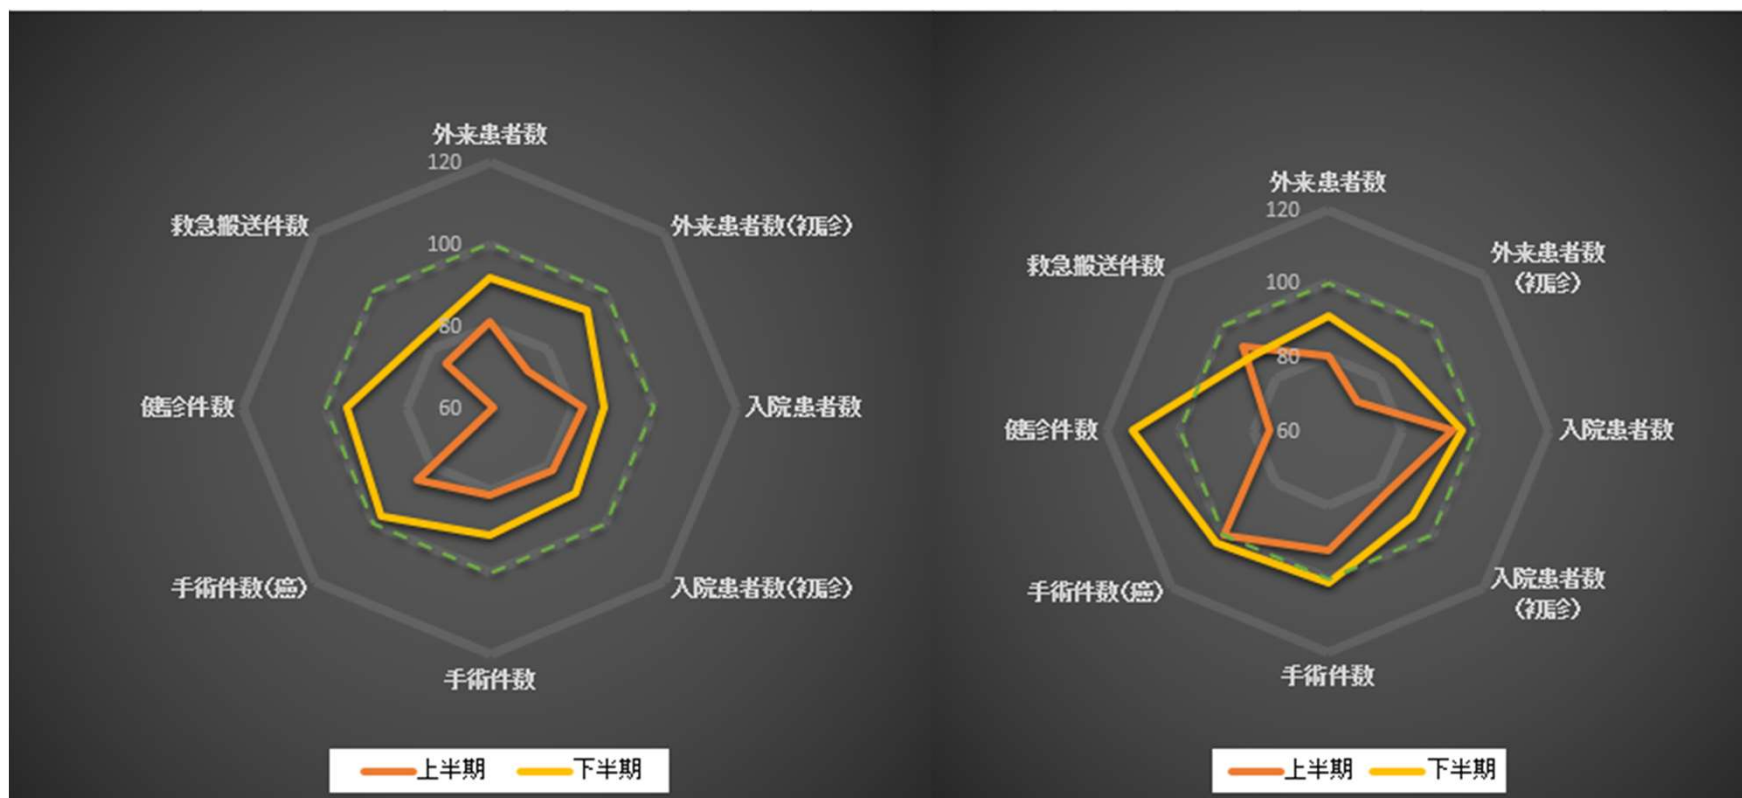 外来患者数
120
救急搬送件数
外来患者数(初診)
100
80
健診件数
60
入院患者数
手術件数(癌)
入院患者数(初診)
手術件数
上半期
下半期
外来患者数
120
外来患者数
(初診)
救急搬送件数
100
80
健診件数
60
入院患者数
手術件数(癌)
入院患者数
(初診)
手術件数
上半期
下半期